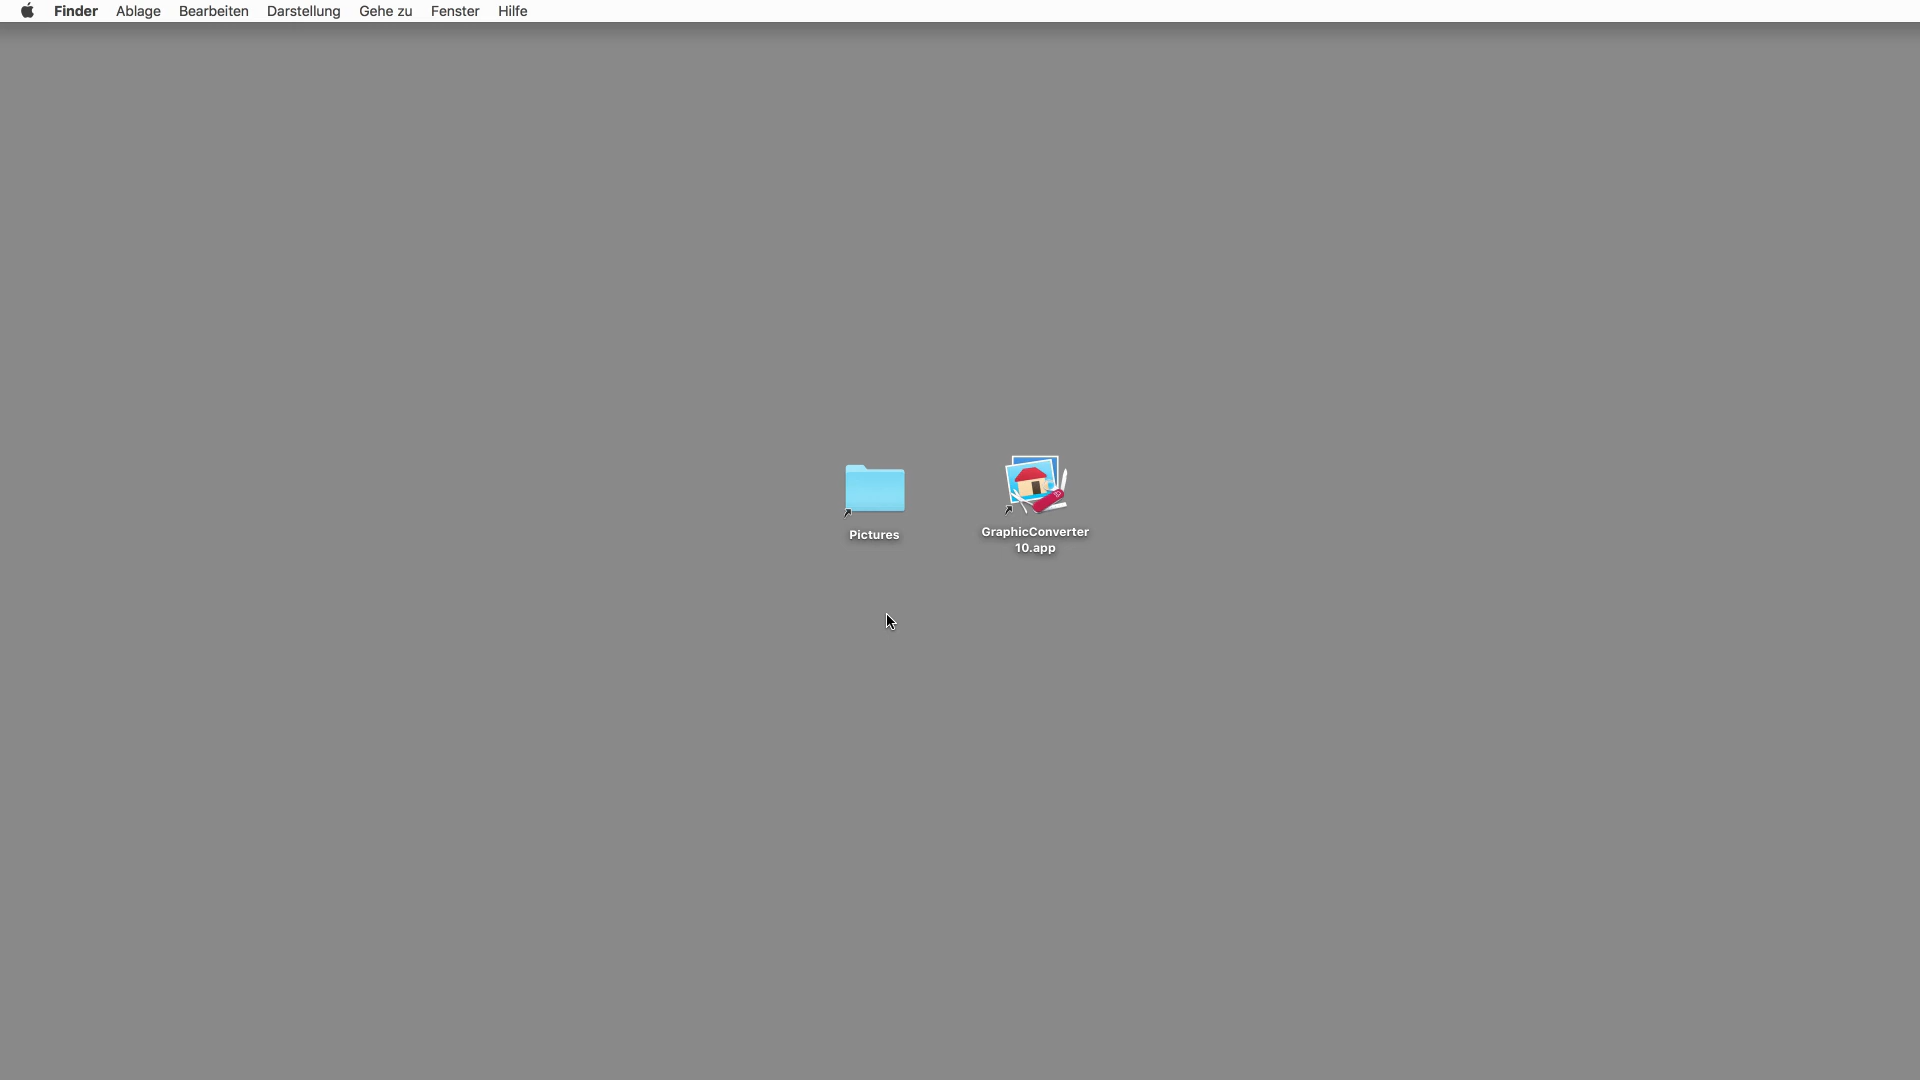 Finder Ablage Bearbeiten Darstellung Gehe zu Fenster Hilfe
Pictures
GraphicConverter
10.app